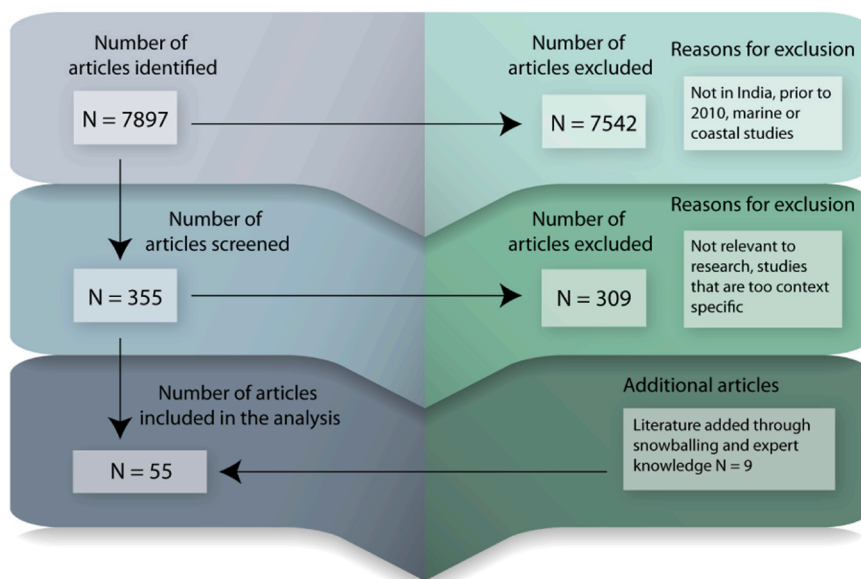 Number of
articles identified
N = 7897
Number of
articles excluded
N = 7542
Reasons for exclusion
Not in India, prior to
2010, marine or
coastal studies
Number of
articles screened
N = 355
Number of
articles excluded
N = 309
Reasons for exclusion
Not relevant to
research, studies
that are too context
specific
Number of articles
included in the analysis
N = 55
Additional articles
Literature added through
snowballing and expert
knowledge N = 9